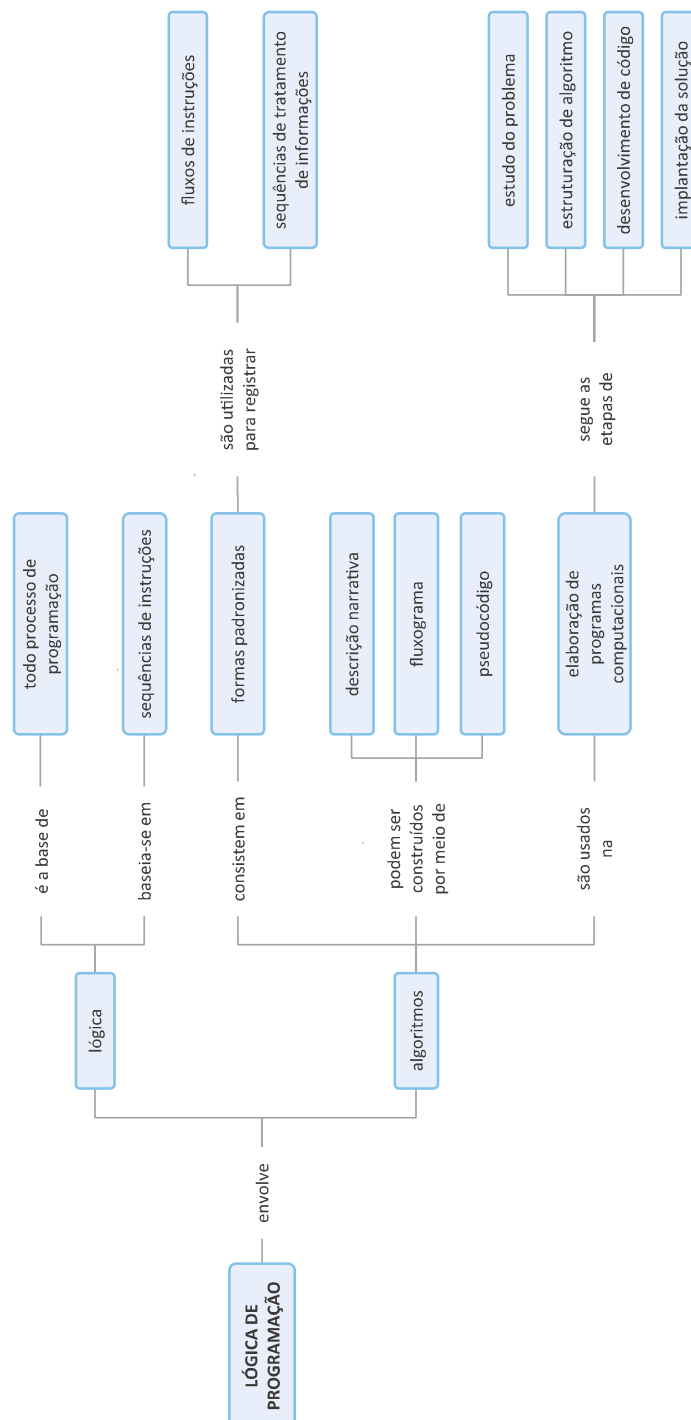 LÓGICA DE
PROGRAMAÇÃO
envolve
lógica
é a base de
todo processo de
programação
baseia-se em
sequências de instruções
algoritmos
consistem em
formas padronizadas
são utilizadas
para registrar
fluxos de instruções
sequências de tratamento
de informações
podem ser
construídos
por meio de
descrição narrativa
fluxograma
pseudocódigo
são usados
na
elaboração de
programas
computacionais
segue as
etapas de
estudo do problema
estruturação de algoritmo
desenvolvimento de código
implantação da solução